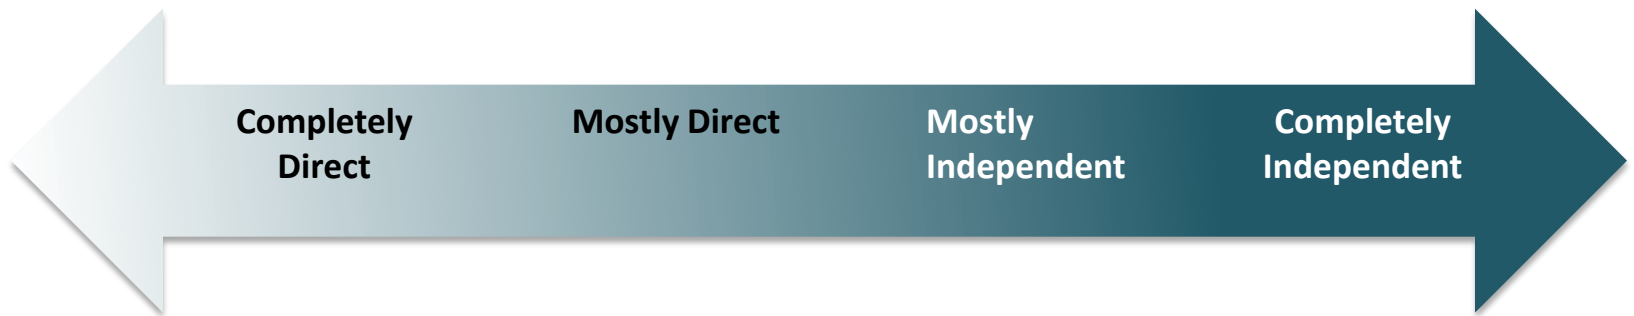 Completely
Direct
Mostly Direct
Mostly
Independent
Completely
Independent